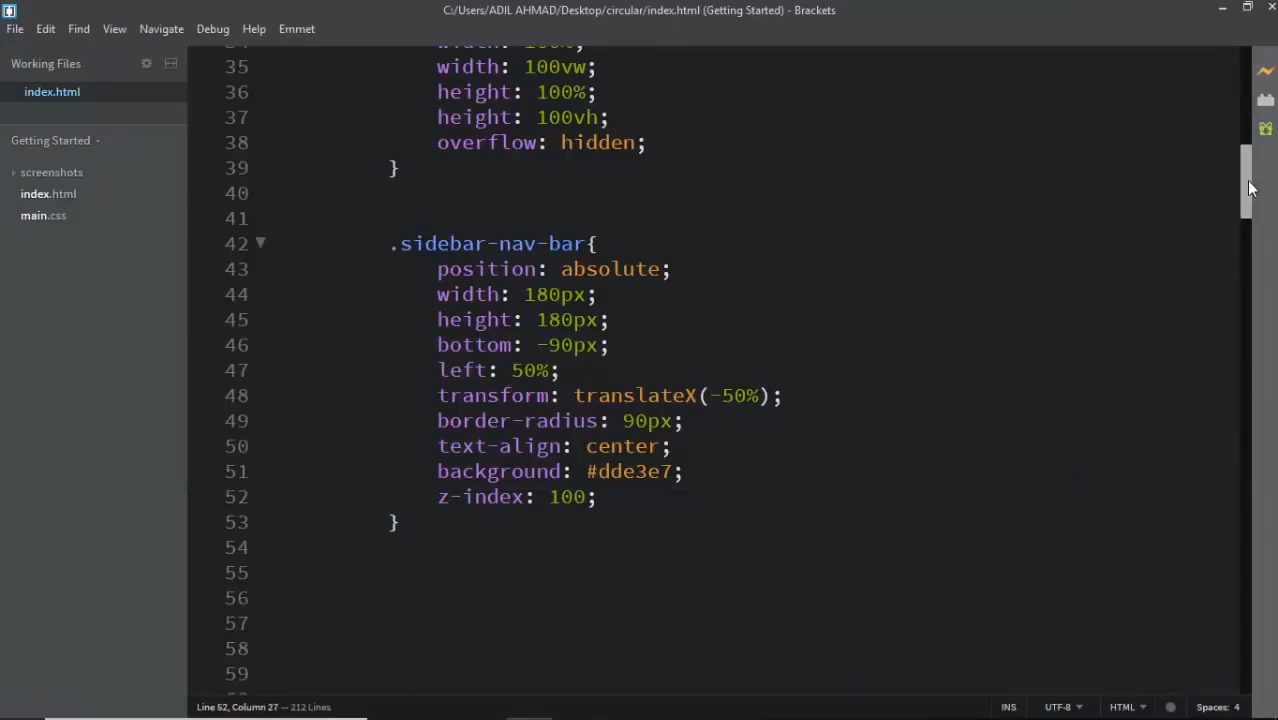 C:/Users/ADIL AHMAD/Desktop/circular/index.html (Getting Started) - Brackets
File Edit Find View Navigate Debug Help Emmet
Working Files
index.html
Getting Started
screenshots
index.html
main.css
35 width: 100vw;
36 height: 100%;
37 height: 100vh;
38 overflow: hidden;
39 }
40
41
42 .sidebar-nav-bar{
43 position: absolute;
44 width: 180px;
45 height: 180px;
46 bottom: -90px;
47 left: 50%;
48 transform: translateX(-50%);
49 border-radius: 90px;
50 text-align: center;
51 background: #dde3e7;
52 z-index: 100;
53 }
54
55
56
57
58
59
Line 52, Column 27 — 212 Lines
INS UTF-8 HTML Spaces: 4